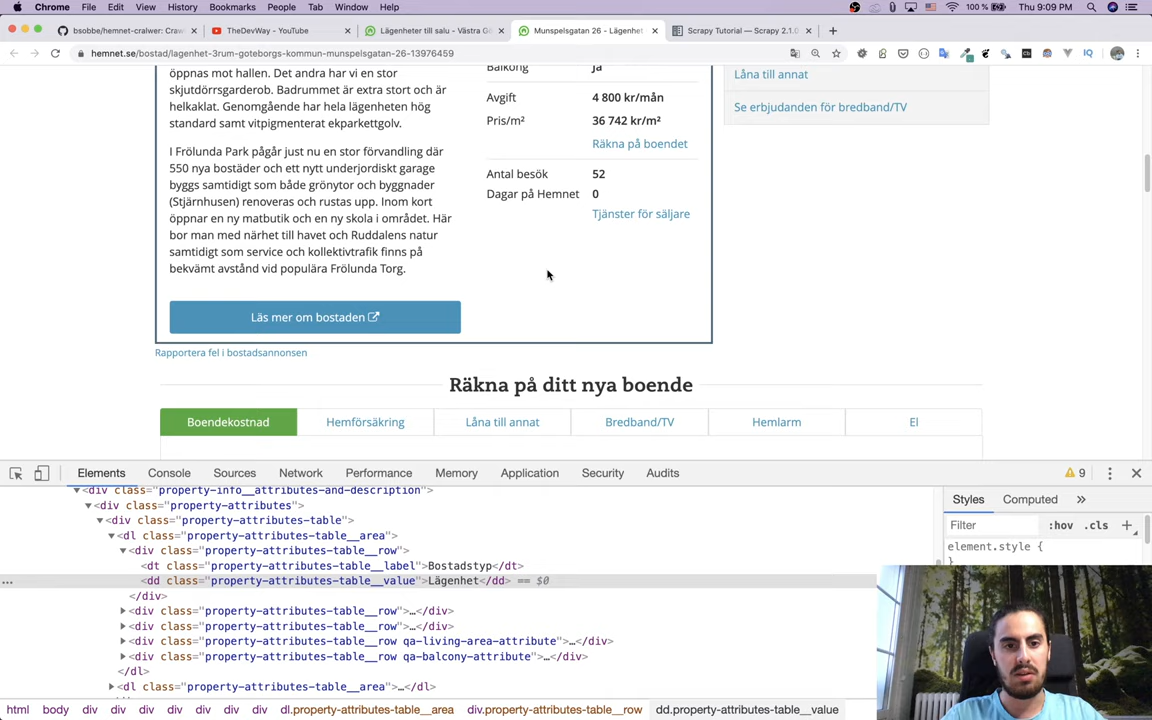 Chrome File Edit View History Bookmarks People Tab Window Help 100 % Thu 9:09 PM
bsobbe/hemnet-cralwer: Craw
TheDevWay - YouTube
Lägenheter till salu - Västra G
Munspelsgatan 26 - Lägenhe
Scrapy Tutorial — Scrapy 2.1.0
hemnet.se/bostad/lagenhet-3rum-goteborgs-kommun-munspelsgatan-26-13976459
öppnas mot hallen. Det andra har vi en stor
skjutdörrsgarderob. Badrummet är extra stort och är
helkaklat. Genomgående har hela lägenheten hög
standard samt vitpigmenterat ekparkettgolv.
I Frölunda Park pågår just nu en stor förvandling där
550 nya bostäder och ett nytt underjordiskt garage
byggs samtidigt som både grönytor och byggnader
(Stjärnhusen) renoveras och rustas upp. Inom kort
öppnar en ny matbutik och en ny skola i området. Här
bor man med närhet till havet och Ruddalens natur
samtidigt som service och kollektivtrafik finns på
bekvämt avstånd vid populära Frölunda Torg.
Läs mer om bostaden
Balkong Ja
Avgift 4 800 kr/mån
Pris/m² 36 742 kr/m²
Räkna på boendet
Antal besök 52
Dagar på Hemnet 0
Tjänster för säljare
Låna till annat
Se erbjudanden för bredband/TV
Rapportera fel i bostadsannonsen
Räkna på ditt nya boende
Boendekostnad Hemförsäkring Låna till annat Bredband/TV Hemlarm El
Elements Console Sources Network Performance Memory Application Security Audits 9
▼<div class="property-info__attributes-and-description">
▼<div class="property-attributes">
▼<div class="property-attributes-table">
▼<dl class="property-attributes-table__area">
▼<div class="property-attributes-table__row">
<dt class="property-attributes-table__label">Bostadstyp</dt>
… <dd class="property-attributes-table__value">Lägenhet</dd> == $0
</div>
▶<div class="property-attributes-table__row">…</div>
▶<div class="property-attributes-table__row">…</div>
▶<div class="property-attributes-table__row qa-living-area-attribute">…</div>
▶<div class="property-attributes-table__row qa-balcony-attribute">…</div>
</dl>
▶<dl class="property-attributes-table__area">…</dl>
html body div div div div div div dl.property-attributes-table__area div.property-attributes-table__row dd.property-attributes-table__value
Styles Computed »
Filter :hov .cls +
element.style {